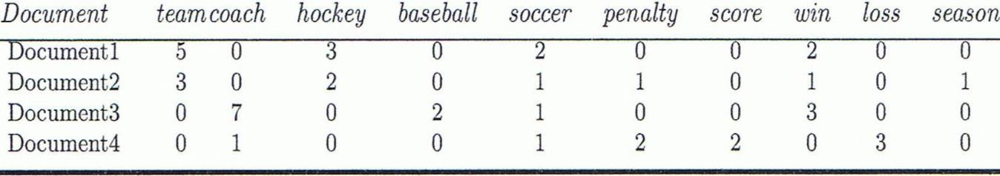 Document team coach hockey baseball soccer penalty score win loss season
Document1 5 0 3 0 2 0 0 2 0 0
Document2 3 0 2 0 1 1 0 1 0 1
Document3 0 7 0 2 1 0 0 3 0 0
Document4 0 1 0 0 1 2 2 0 3 0